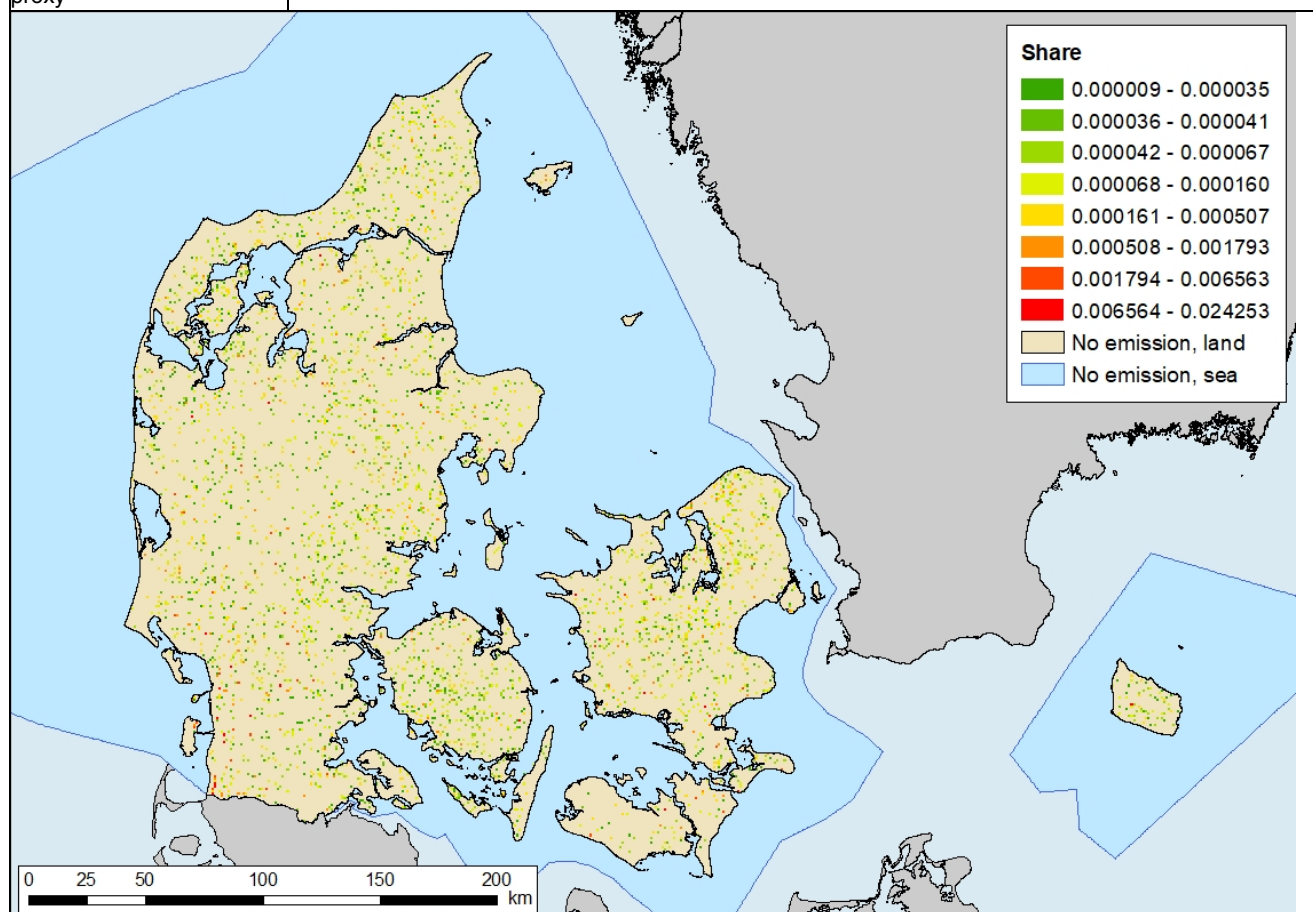 proxy
Share
0.000009 - 0.000035
0.000036 - 0.000041
0.000042 - 0.000067
0.000068 - 0.000160
0.000161 - 0.000507
0.000508 - 0.001793
0.001794 - 0.006563
0.006564 - 0.024253
No emission, land
No emission, sea
0 25 50 100 150 200
km